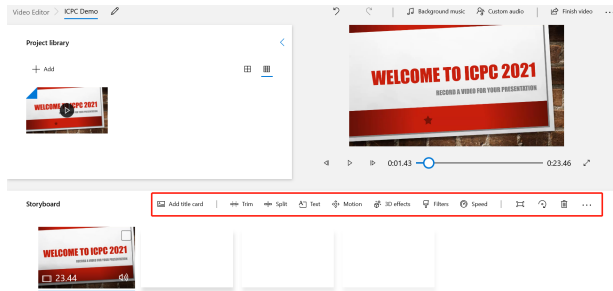 Video Editor > ICPC Demo
Background music
Custom audio
Finish video
Project library
+ Add
WELCOME TO ICPC 2021
WELCOME TO ICPC 2021
RECORD A VIDEO FOR YOUR PRESENTATION
0:01.43
0:23.46
Storyboard
Add title card
Trim
Split
Text
Motion
3D effects
Filters
Speed
...
WELCOME TO ICPC 2021
23.44